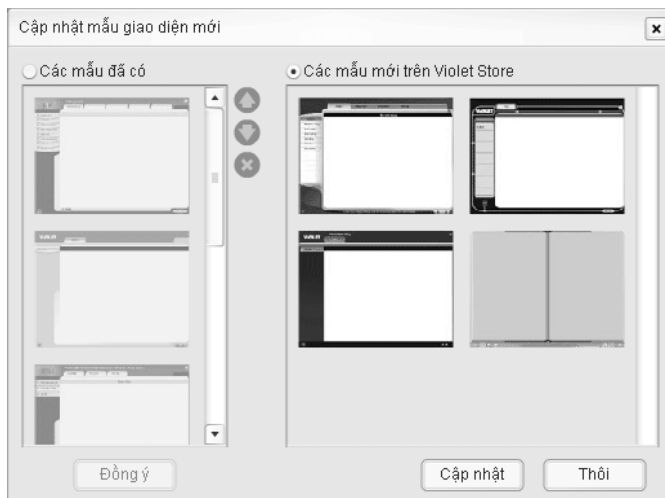 Cập nhật mẫu giao diện mới
Các mẫu đã có
Các mẫu mới trên Violet Store
Đồng ý
Cập nhật
Thôi